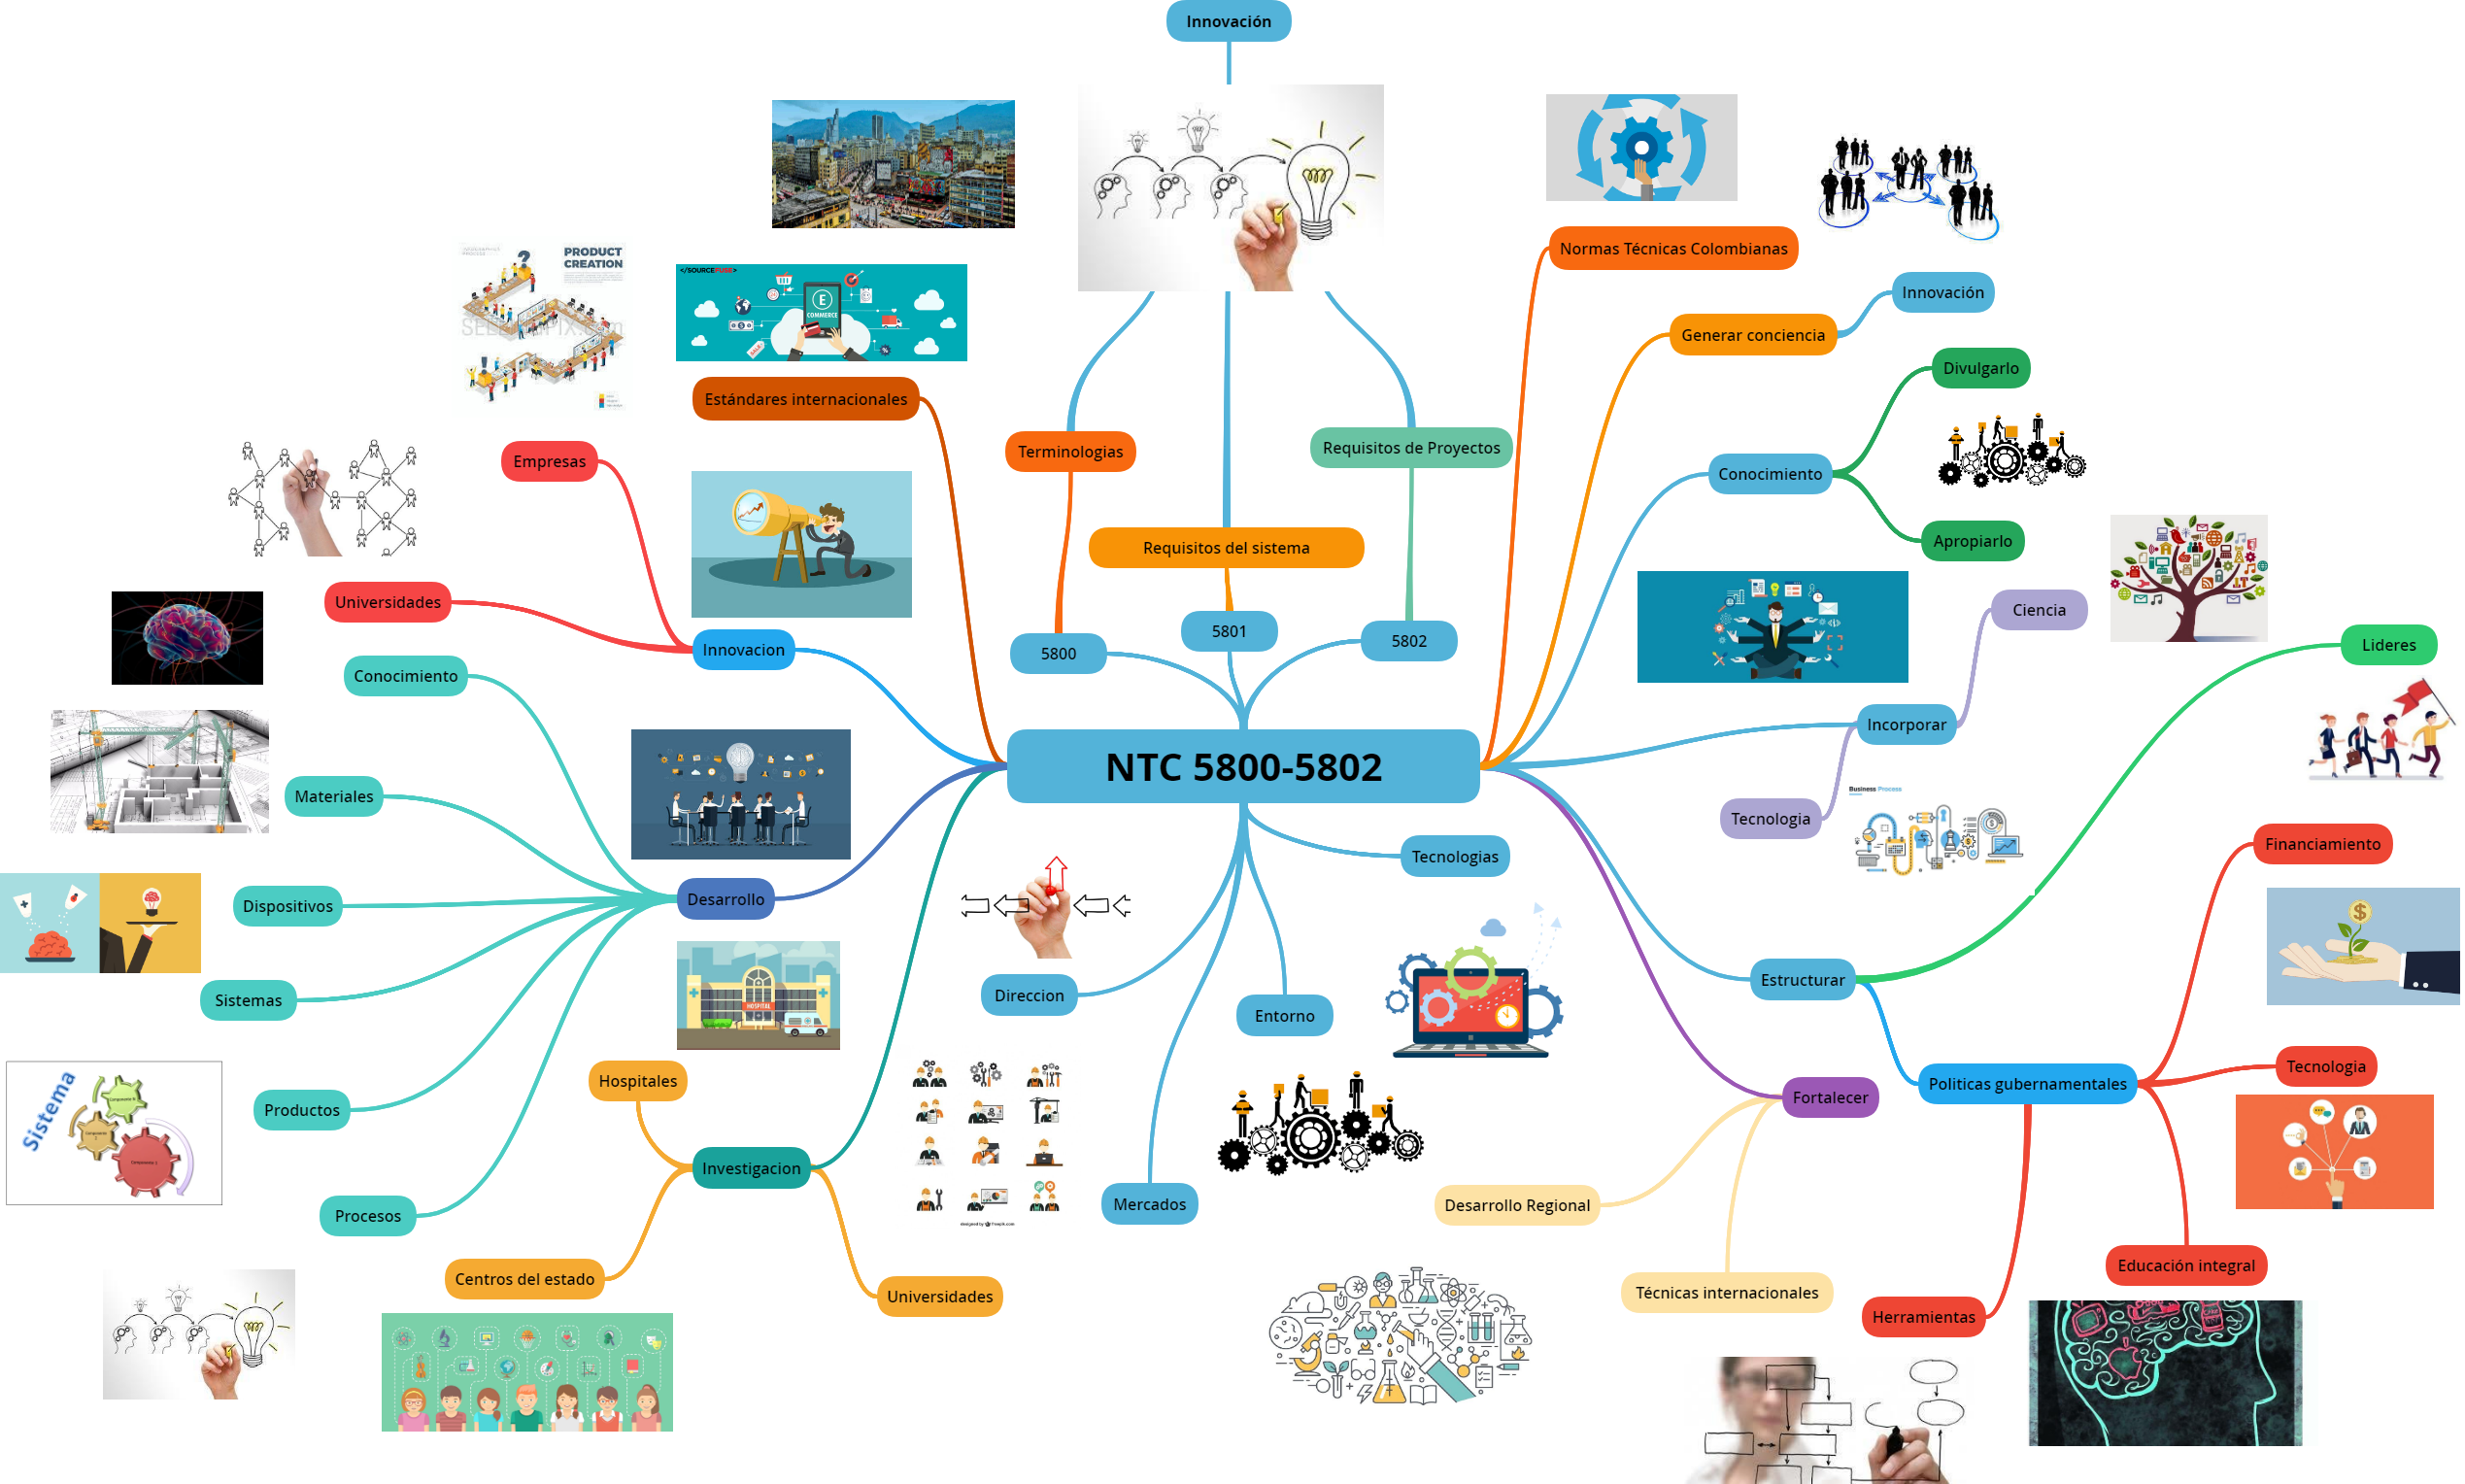 Innovación
Normas Técnicas Colombianas
PRODUCT
CREATION
</SOURCEFUSE>
E
COMMERCE
Innovación
Generar conciencia
Divulgarlo
Estándares internacionales
Terminologias
Requisitos de Proyectos
Empresas
Conocimiento
Apropiarlo
Requisitos del sistema
Universidades
Ciencia
5801
5802
5800
Innovacion
Lideres
Conocimiento
Incorporar
NTC 5800-5802
Business Process
Materiales
Tecnologia
Financiamiento
Tecnologias
Desarrollo
Dispositivos
Estructurar
Direccion
Sistemas
HOSPITAL
Entorno
Tecnologia
Hospitales
Politicas gubernamentales
Fortalecer
Sistema
Productos
Investigacion
Mercados
Desarrollo Regional
Procesos
Educación integral
Centros del estado
Técnicas internacionales
Universidades
Herramientas